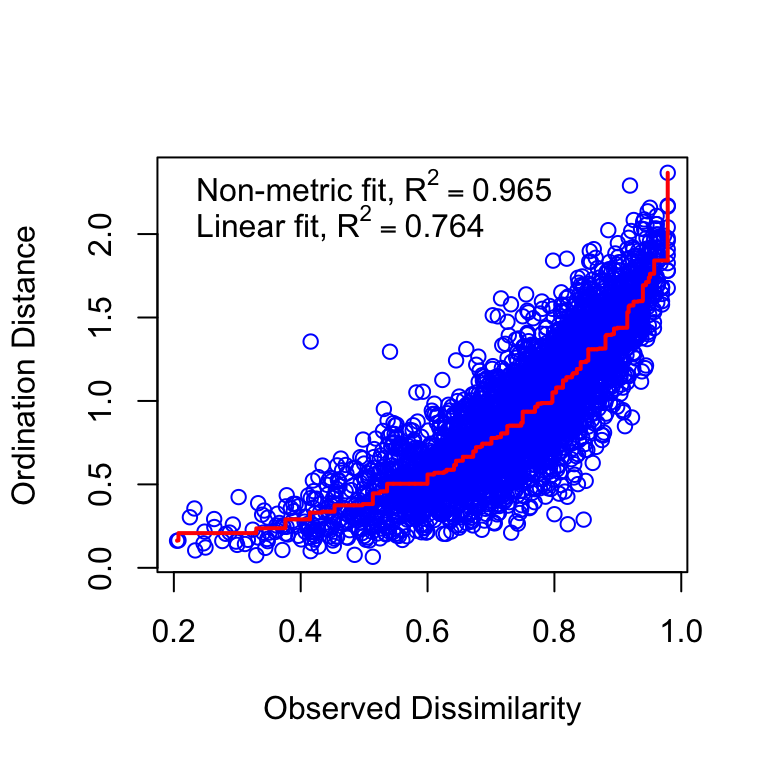 Non-metric fit, R² = 0.965
Linear fit, R² = 0.764
Ordination Distance
2.0
1.5
1.0
0.5
0.0
0.2 0.4 0.6 0.8 1.0
Observed Dissimilarity